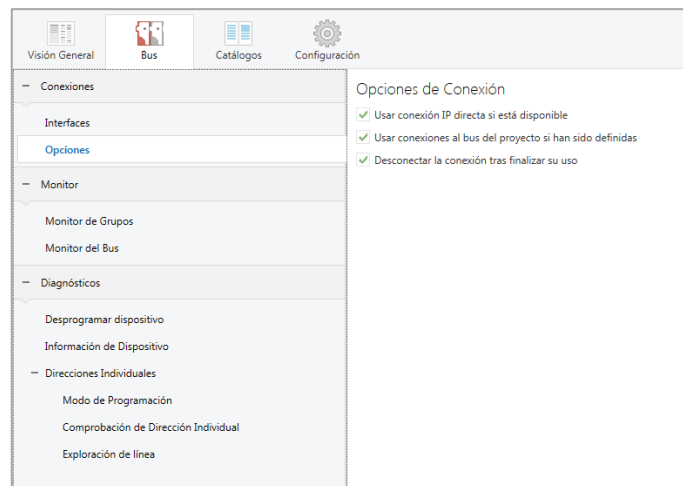 Visión General
Bus
Catálogos
Configuración
Conexiones
Interfaces
Opciones
Monitor
Monitor de Grupos
Monitor del Bus
Diagnósticos
Desprogramar dispositivo
Información de Dispositivo
Direcciones Individuales
Modo de Programación
Comprobación de Dirección Individual
Exploración de línea
Opciones de Conexión
Usar conexión IP directa si está disponible
Usar conexiones al bus del proyecto si han sido definidas
Desconectar la conexión tras finalizar su uso